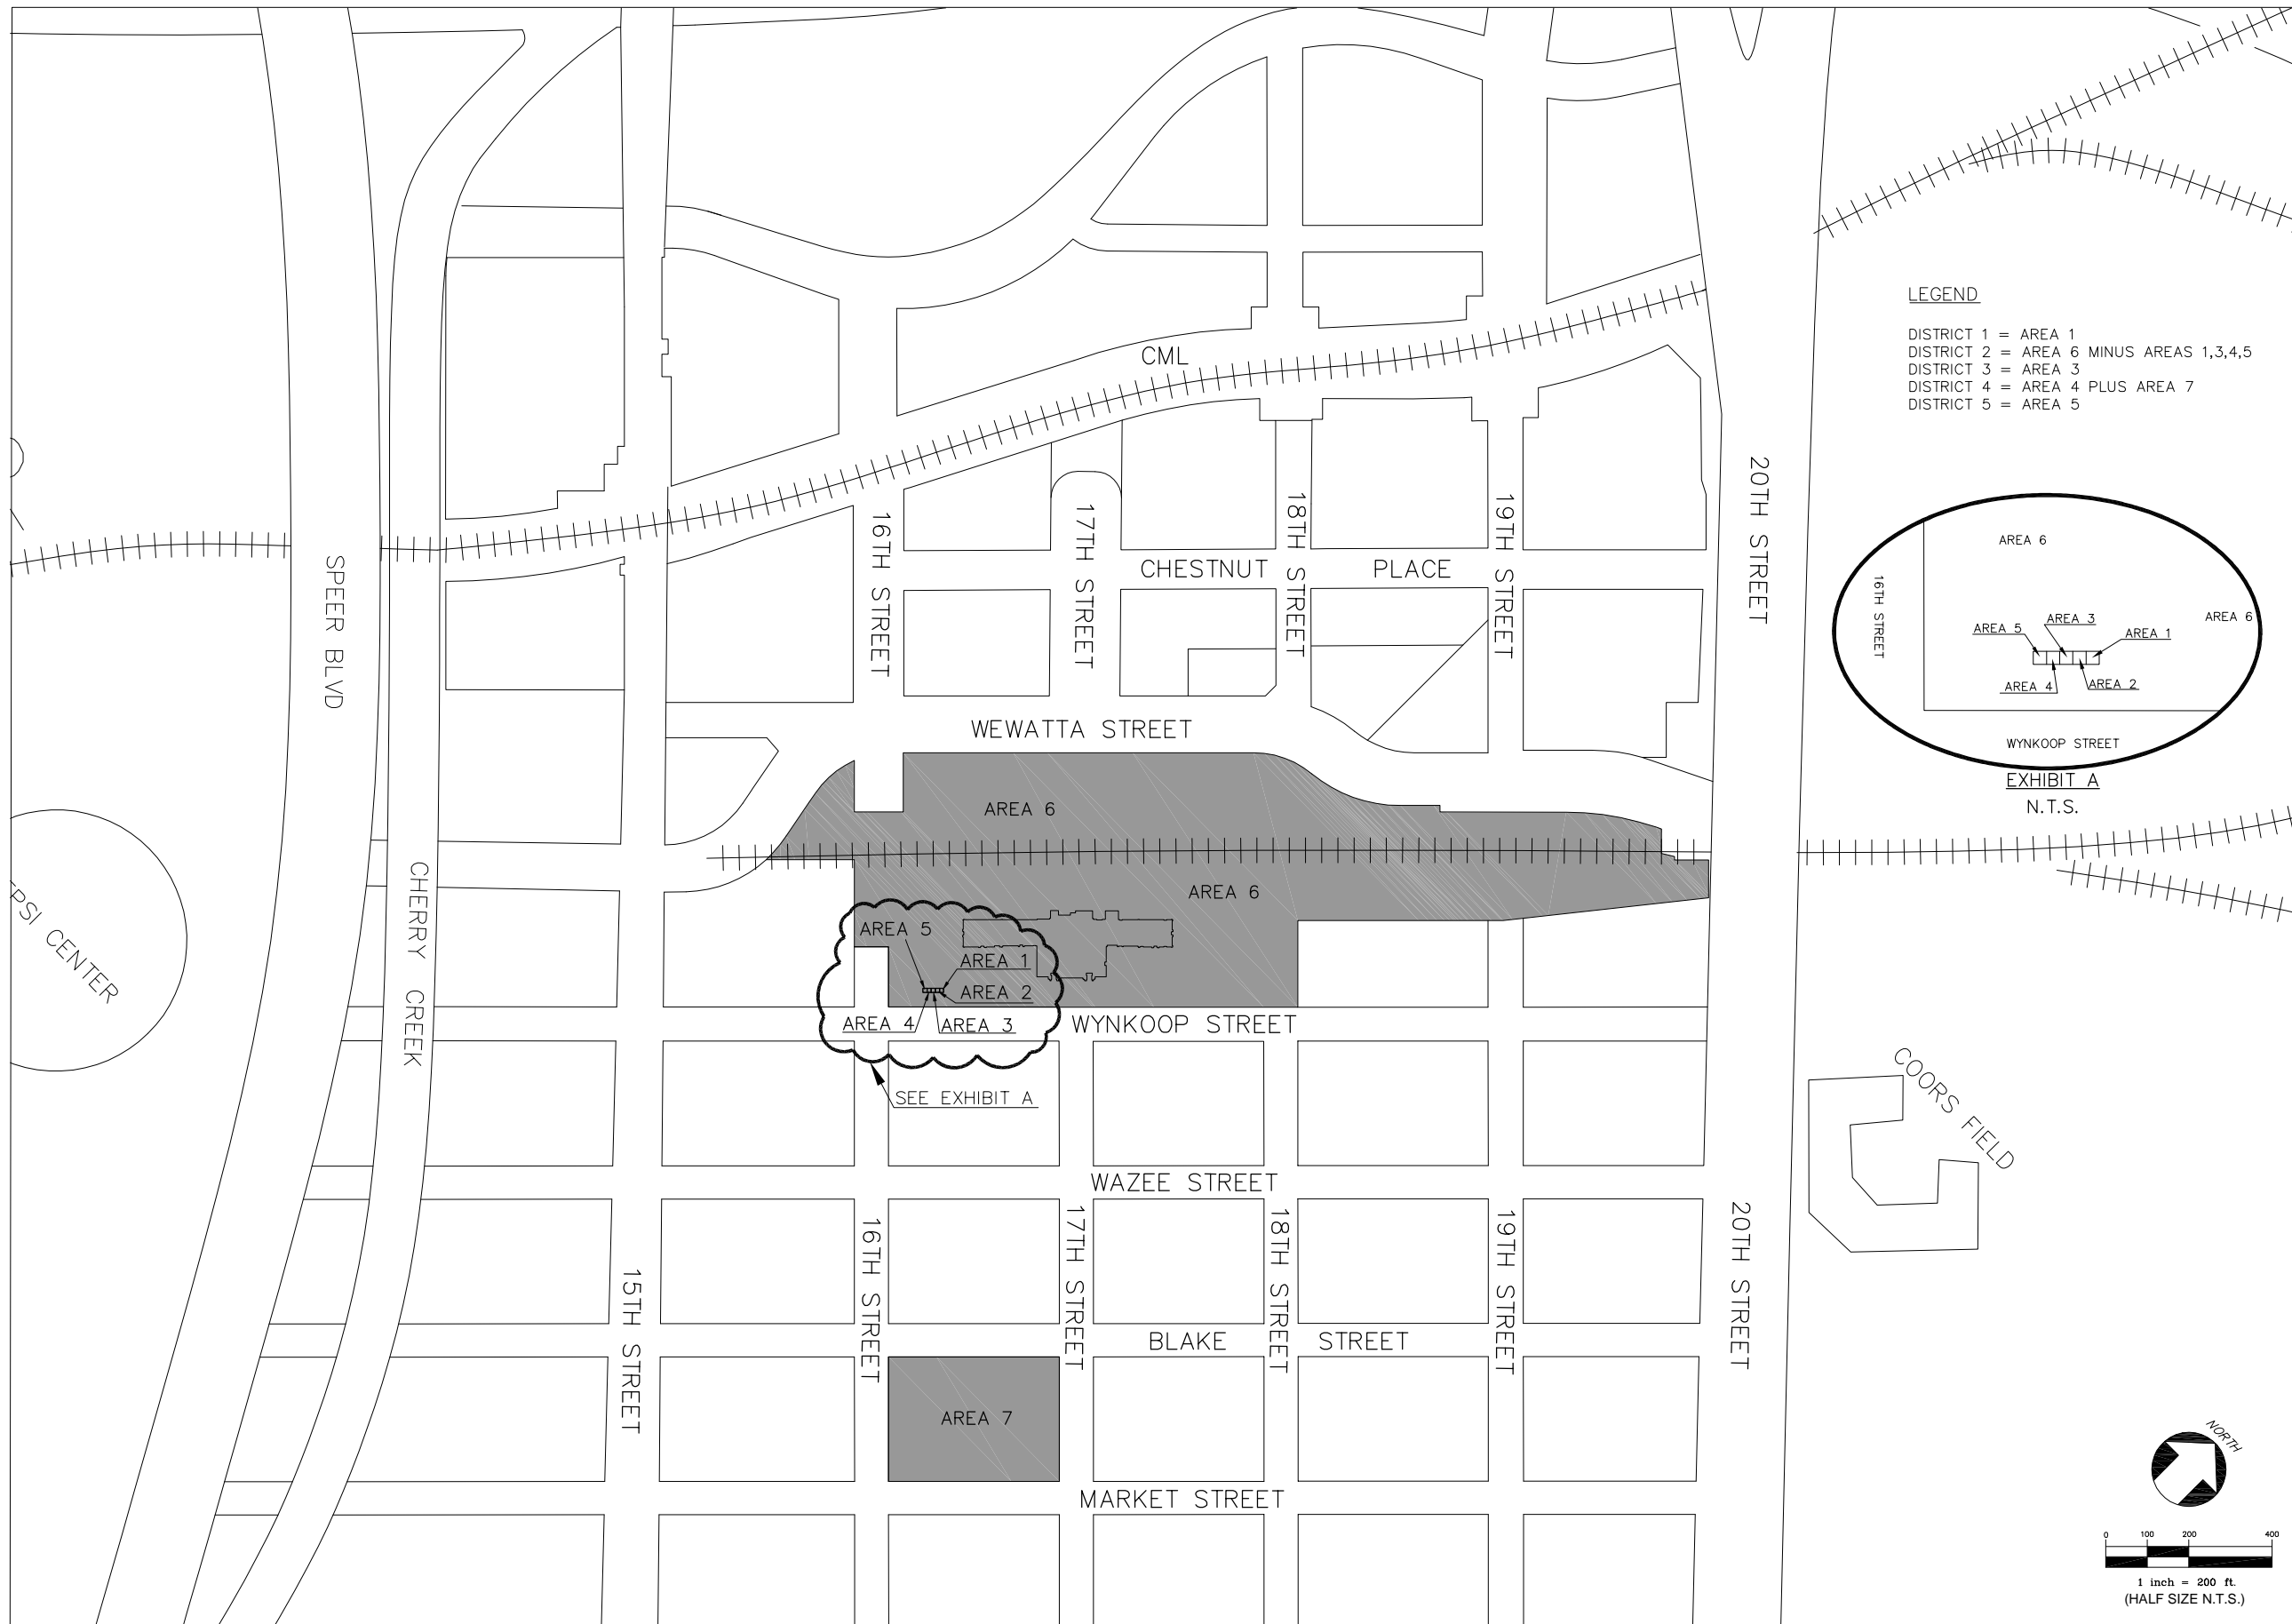 CML
LEGEND
DISTRICT 1 = AREA 1
DISTRICT 2 = AREA 6 MINUS AREAS 1,3,4,5
DISTRICT 3 = AREA 3
DISTRICT 4 = AREA 4 PLUS AREA 7
DISTRICT 5 = AREA 5
20TH STREET
16TH STREET
17TH STREET
18TH STREET
19TH STREET
CHESTNUT PLACE
SPEER BLVD
WEWATTA STREET
AREA 6
16TH STREET
AREA 6
AREA 3
AREA 5
AREA 1
AREA 4
AREA 2
WYNKOOP STREET
EXHIBIT A
N.T.S.
AREA 6
AREA 6
PSI CENTER
CHERRY CREEK
AREA 5
AREA 1
AREA 2
AREA 4
AREA 3
WYNKOOP STREET
SEE EXHIBIT A
COORS FIELD
WAZEE STREET
15TH STREET
16TH STREET
17TH STREET
18TH STREET
19TH STREET
20TH STREET
BLAKE STREET
AREA 7
MARKET STREET
NORTH
0 100 200 400
1 inch = 200 ft.
(HALF SIZE N.T.S.)